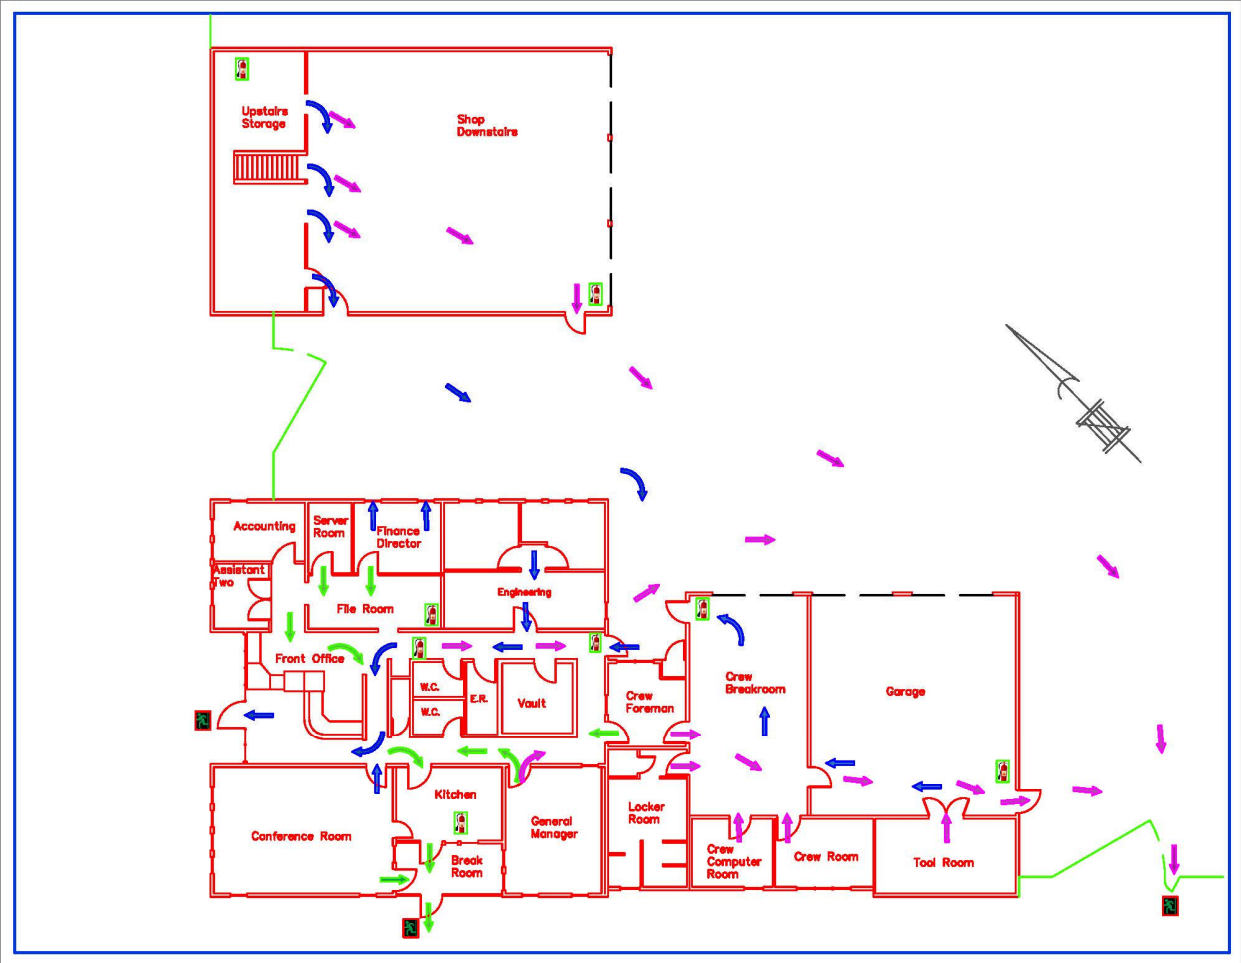 Upstairs
Storage
Shop
Downstairs
Accounting
Server
Room
Finance
Director
Assistant
Two
File Room
Engineering
Front Office
W.C.
W.C.
E.R.
Vault
Crew
Foreman
Crew
Breakroom
Garage
Kitchen
Conference Room
Break
Room
General
Manager
Locker
Room
Crew
Computer
Room
Crew Room
Tool Room